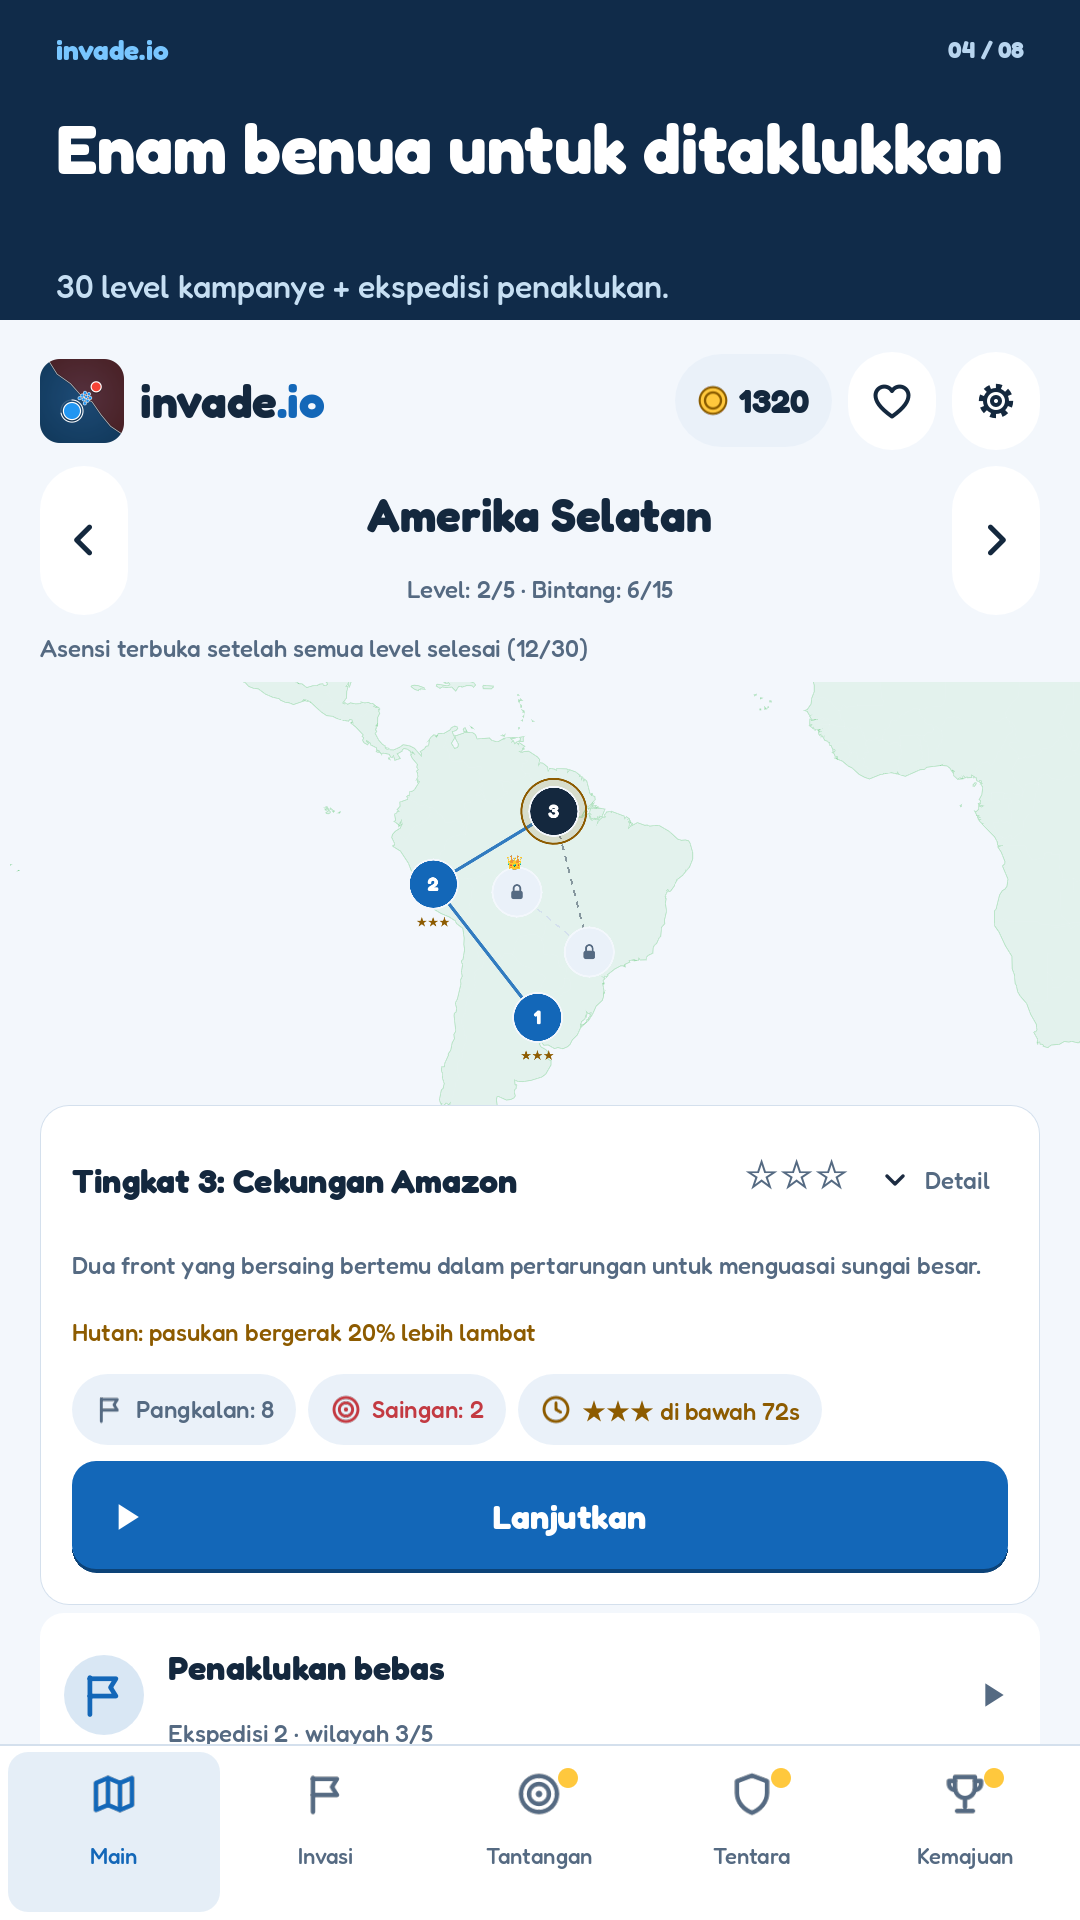 invade.io
04 / 08
Enam benua untuk ditaklukkan
30 level kampanye + ekspedisi penaklukan.
invade.io
1320
Amerika Selatan
Level: 2/5 · Bintang: 6/15
Asensi terbuka setelah semua level selesai (12/30)
3
2
★★★
1
★★★
Tingkat 3: Cekungan Amazon
☆☆☆
Detail
Dua front yang bersaing bertemu dalam pertarungan untuk menguasai sungai besar.
Hutan: pasukan bergerak 20% lebih lambat
Pangkalan: 8
Saingan: 2
★★★ di bawah 72s
Lanjutkan
Penaklukan bebas
Ekspedisi 2 · wilayah 3/5
Main
Invasi
Tantangan
Tentara
Kemajuan